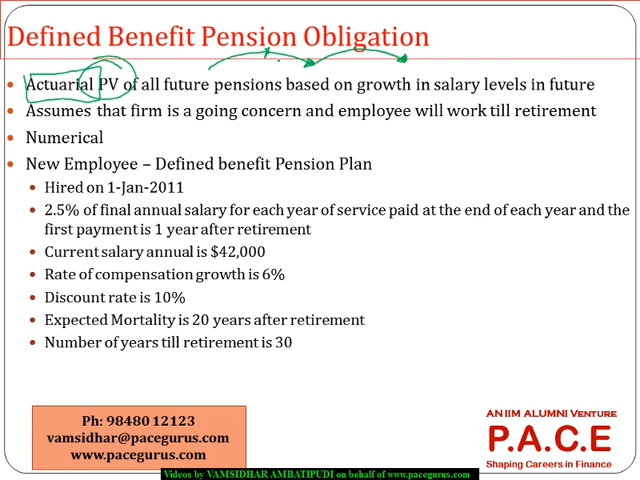 Defined Benefit Pension Obligation
Actuarial PV of all future pensions based on growth in salary levels in future
Assumes that firm is a going concern and employee will work till retirement
Numerical
New Employee – Defined benefit Pension Plan
Hired on 1-Jan-2011
2.5% of final annual salary for each year of service paid at the end of each year and the
first payment is 1 year after retirement
Current salary annual is $42,000
Rate of compensation growth is 6%
Discount rate is 10%
Expected Mortality is 20 years after retirement
Number of years till retirement is 30
Ph: 98480 12123
vamsidhar@pacegurus.com
www.pacegurus.com
AN IIM ALUMNI VENTURE
P.A.C.E
Shaping Careers in Finance
Videos by VAMSIDHAR AMBATIPUDI on behalf of www.pacegurus.com